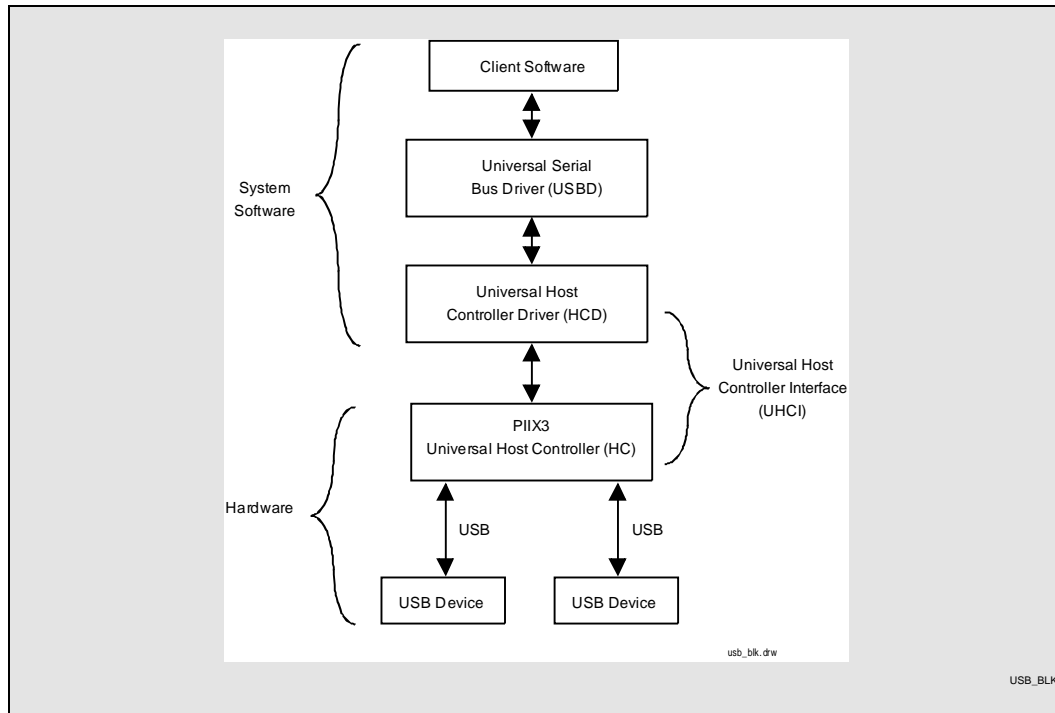 Client Software
Universal Serial
Bus Driver (USBD)
System
Software
Universal Host
Controller Driver (HCD)
Universal Host
Controller Interface
(UHCI)
PIIX3
Universal Host Controller (HC)
Hardware
USB
USB
USB Device
USB Device
usb_blk.drw
USB_BLK